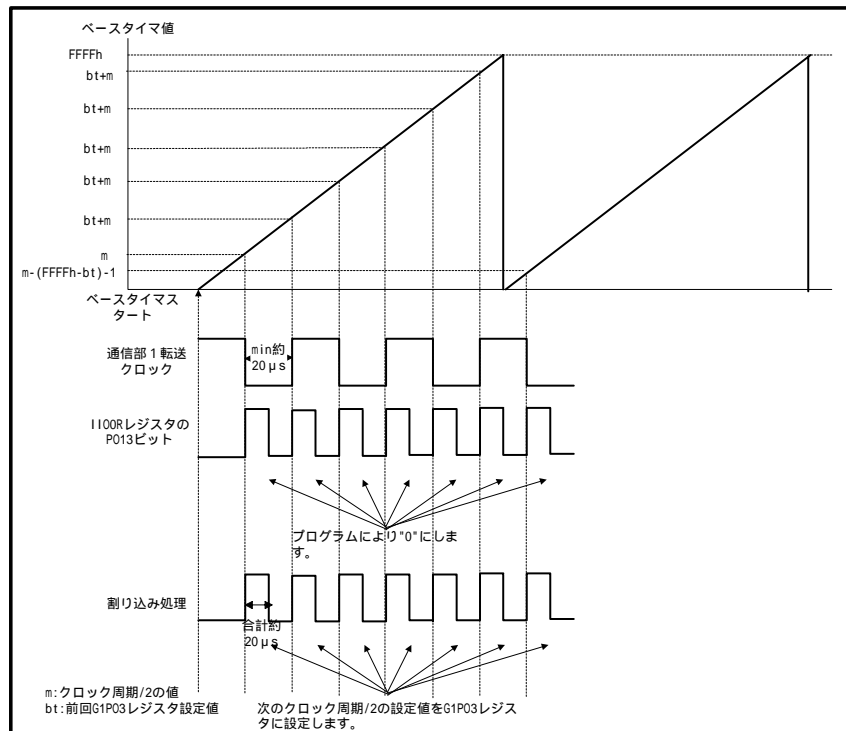 ベースタイマ値
FFFFh
bt+m
bt+m
bt+m
bt+m
bt+m
m
m-(FFFFh-bt)-1
ベースタイマス
タート
通信部1転送
クロック
min約
20μs
IIO0Rレジスタの
PO13ビット
プログラムにより"0"にしま
す。
割り込み処理
合計約
20μs
m:クロック周期/2の値
bt:前回G1PO3レジスタ設定値
次のクロック周期/2の設定値をG1PO3レジス
タに設定します。